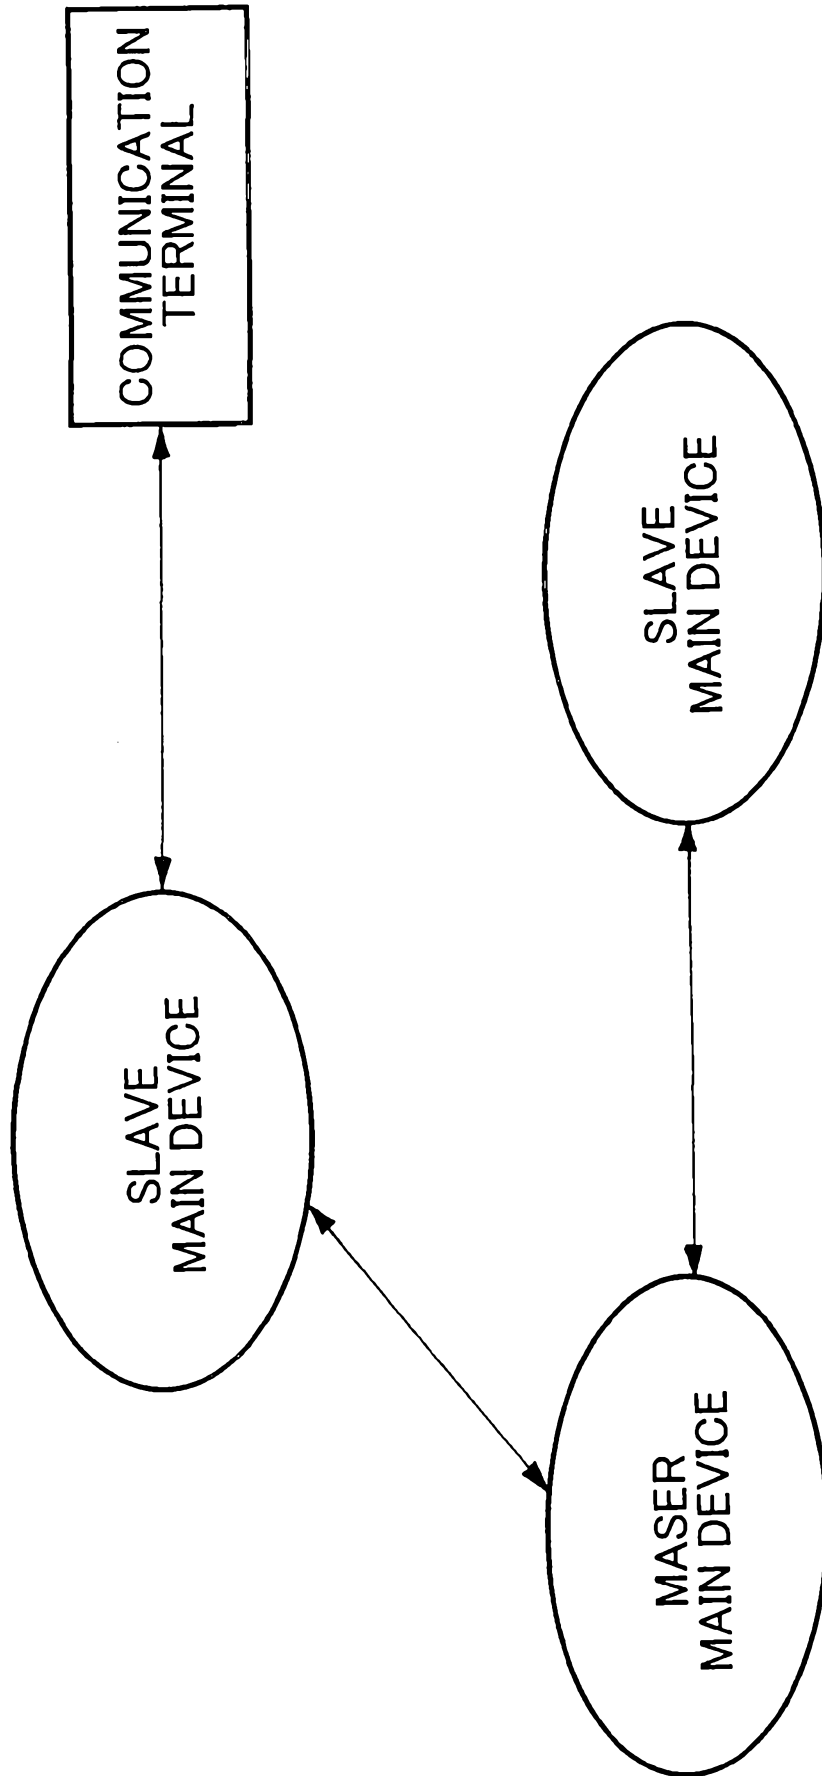 COMMUNICATION
TERMINAL
SLAVE
MAIN DEVICE
SLAVE
MAIN DEVICE
MASER
MAIN DEVICE